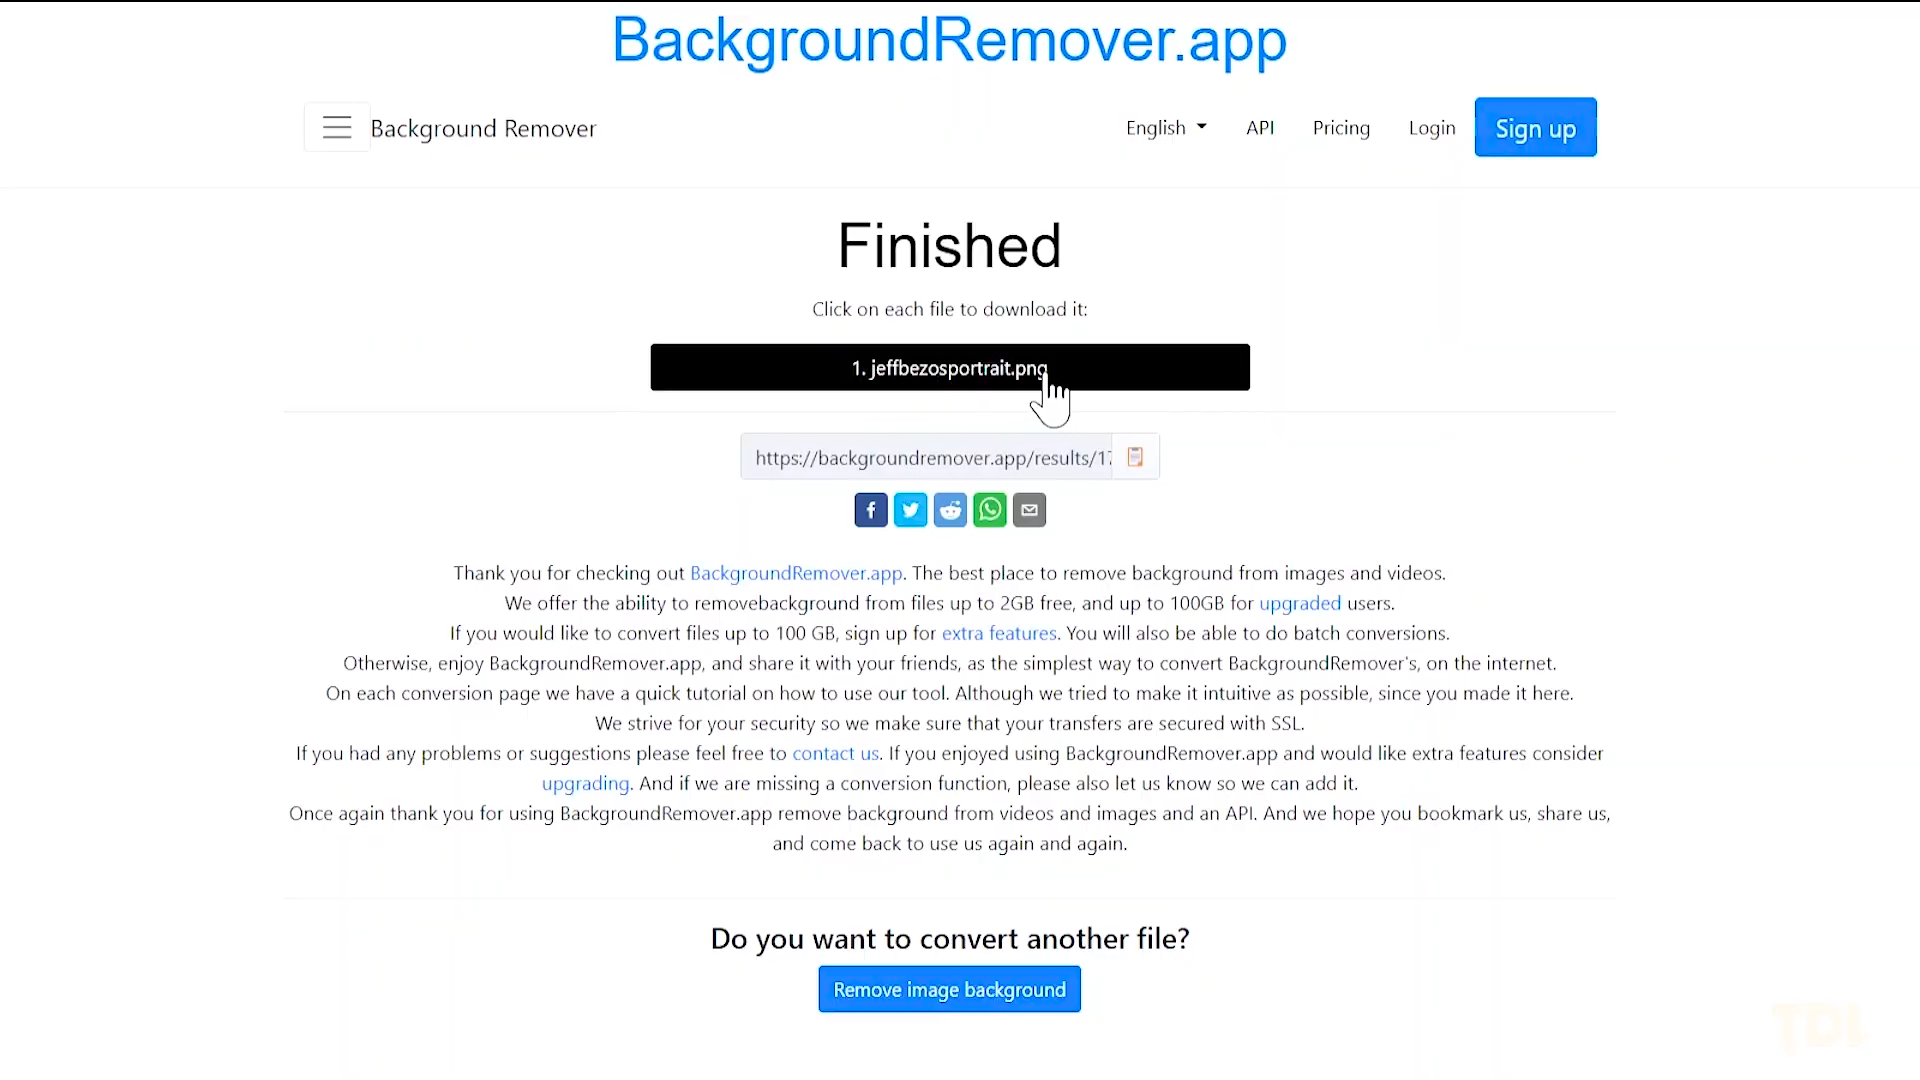 BackgroundRemover.app
Background Remover
English
API
Pricing
Login
Sign up
Finished
Click on each file to download it:
1. jeffbezosportrait.png
https://backgroundremover.app/results/17
Thank you for checking out BackgroundRemover.app. The best place to remove background from images and videos.
We offer the ability to removebackground from files up to 2GB free, and up to 100GB for upgraded users.
If you would like to convert files up to 100 GB, sign up for extra features. You will also be able to do batch conversions.
Otherwise, enjoy BackgroundRemover.app, and share it with your friends, as the simplest way to convert BackgroundRemover's, on the internet.
On each conversion page we have a quick tutorial on how to use our tool. Although we tried to make it intuitive as possible, since you made it here.
We strive for your security so we make sure that your transfers are secured with SSL.
If you had any problems or suggestions please feel free to contact us. If you enjoyed using BackgroundRemover.app and would like extra features consider
upgrading. And if we are missing a conversion function, please also let us know so we can add it.
Once again thank you for using BackgroundRemover.app remove background from videos and images and an API. And we hope you bookmark us, share us,
and come back to use us again and again.
Do you want to convert another file?
Remove image background
TDL